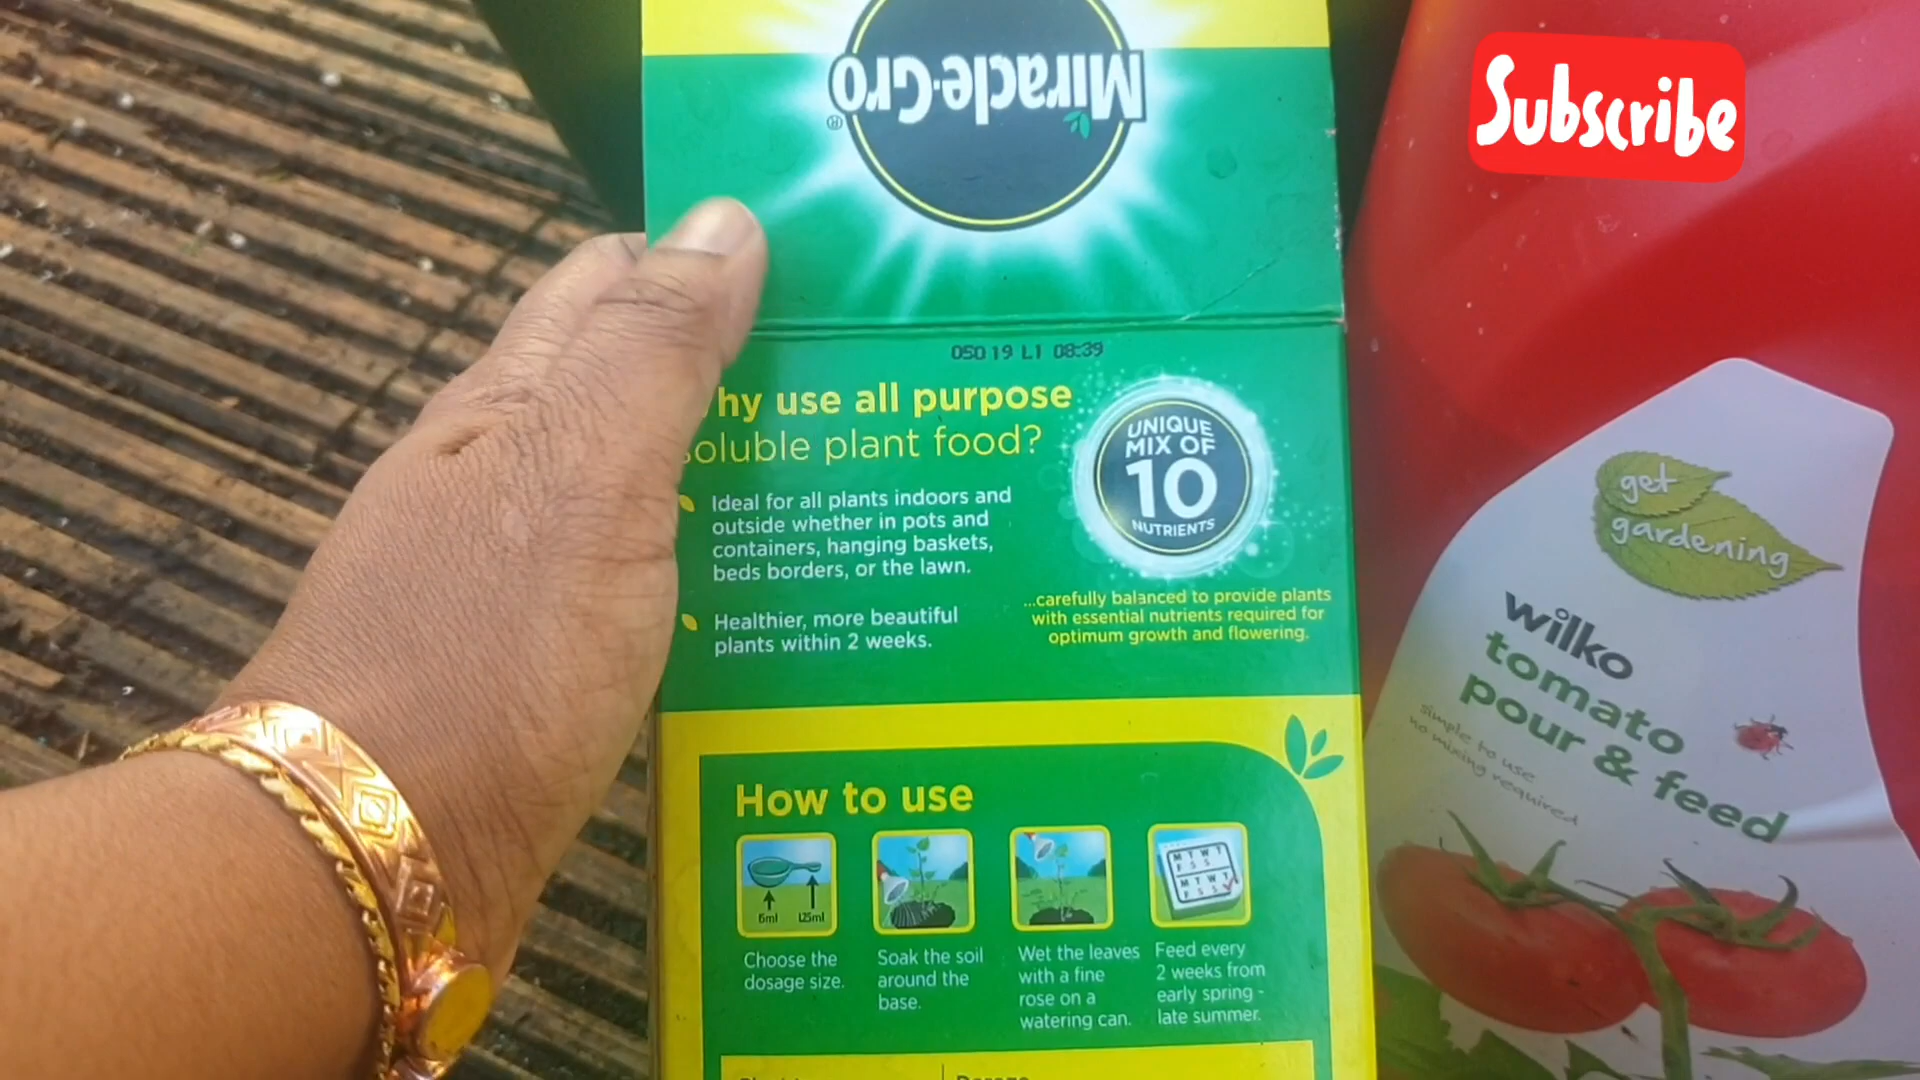 Miracle-Gro®
050 19 L1 08:39
hy use all purpose
oluble plant food?
Ideal for all plants indoors and
outside whether in pots and
containers, hanging baskets,
beds borders, or the lawn.
Healthier, more beautiful
plants within 2 weeks.
UNIQUE
MIX OF
10
NUTRIENTS
...carefully balanced to provide plants
with essential nutrients required for
optimum growth and flowering.
How to use
M T W T
F S S
M T W T
F S S
Choose the
dosage size.
Soak the soil
around the
base.
Wet the leaves
with a fine
rose on a
watering can.
Feed every
2 weeks from
early spring -
late summer.
Subscribe
get
gardening
wilko
tomato
pour & feed
simple to use
no mixing required